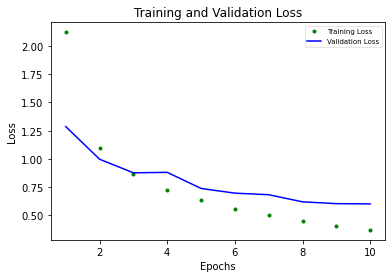 Training and Validation Loss
Training Loss
Validation Loss
2.00
1.75
1.50
1.25
1.00
0.75
0.50
Loss
2 4 6 8 10
Epochs